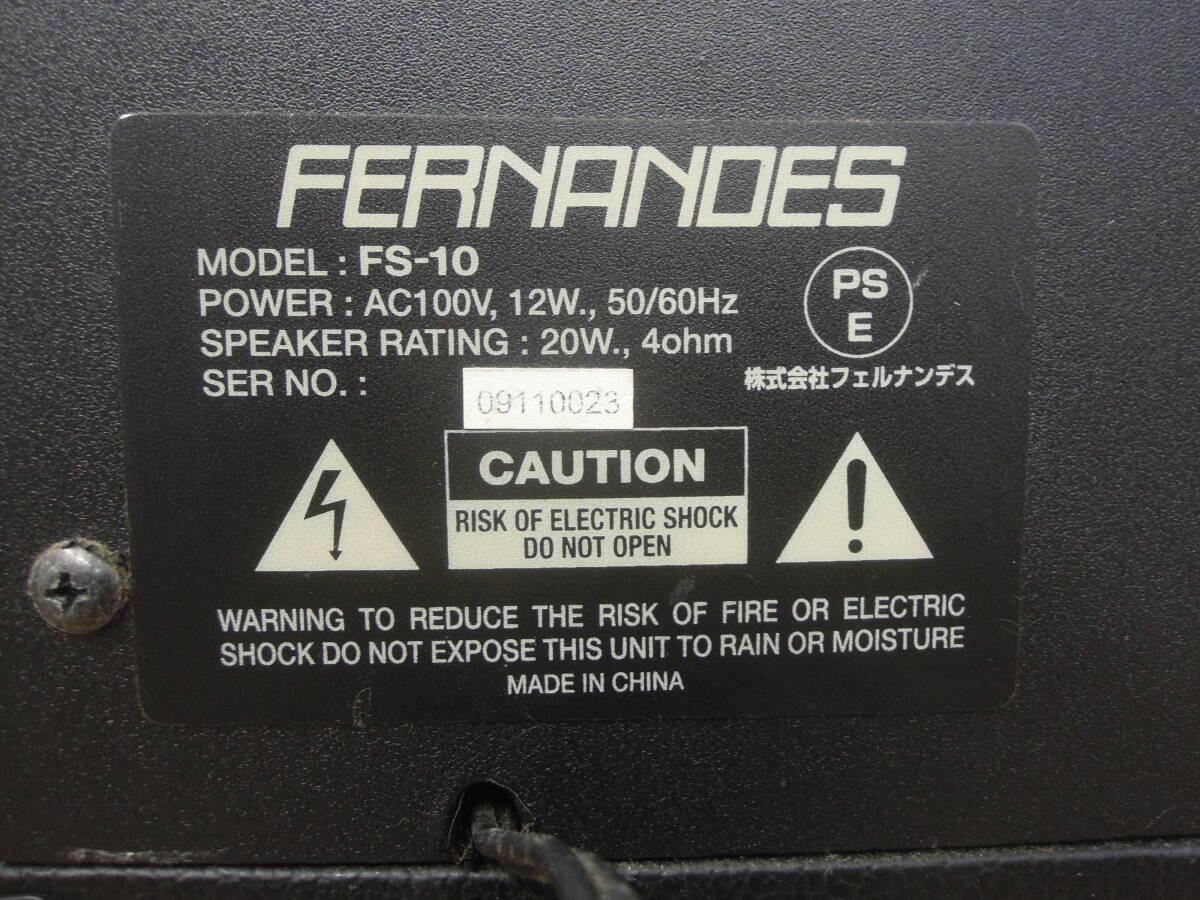 FERNANDES
MODEL : FS-10
POWER : AC100V, 12W., 50/60Hz
SPEAKER RATING : 20W., 4ohm
SER NO. :
09110023
PS
E
株式会社フェルナンデス
CAUTION
RISK OF ELECTRIC SHOCK
DO NOT OPEN
WARNING TO REDUCE THE RISK OF FIRE OR ELECTRIC
SHOCK DO NOT EXPOSE THIS UNIT TO RAIN OR MOISTURE
MADE IN CHINA